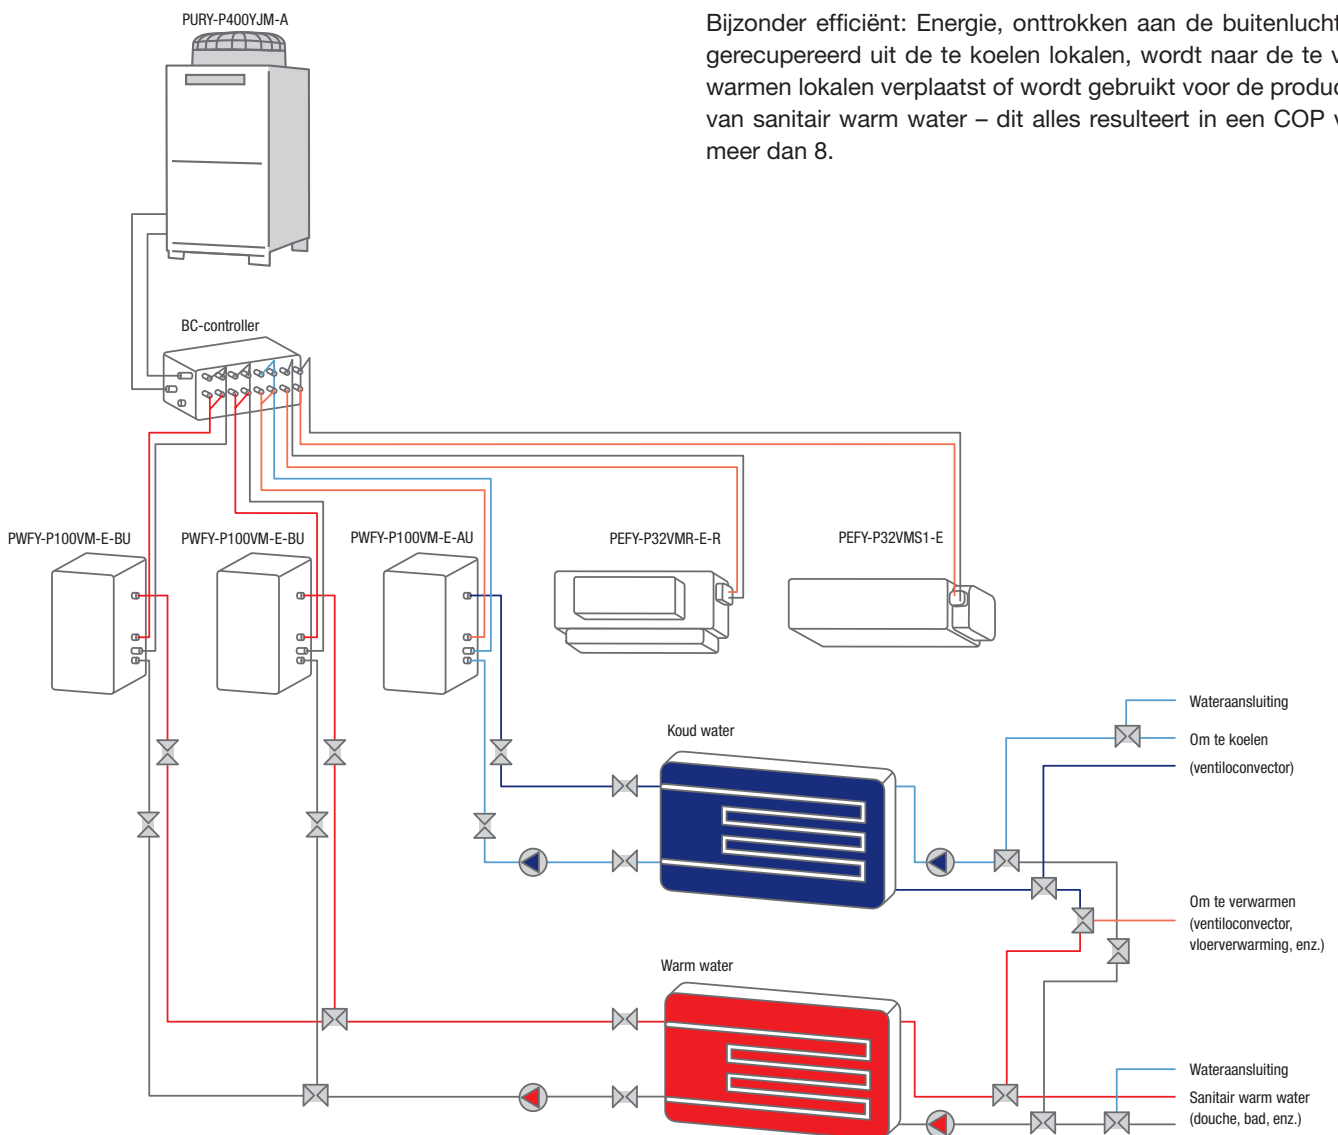 PURY-P400YJM-A
Bijzonder efficiënt: Energie, onttrokken aan de buitenlucht
gerecupereerd uit de te koelen lokalen, wordt naar de te v
warmen lokalen verplaatst of wordt gebruikt voor de produc
van sanitair warm water – dit alles resulteert in een COP v
meer dan 8.
BC-controller
PWFY-P100VM-E-BU
PWFY-P100VM-E-BU
PWFY-P100VM-E-AU
PEFY-P32VMR-E-R
PEFY-P32VMS1-E
Koud water
Wateraansluiting
Om te koelen
(ventiloconvector)
Om te verwarmen
(ventiloconvector,
vloerverwarming, enz.)
Warm water
Wateraansluiting
Sanitair warm water
(douche, bad, enz.)